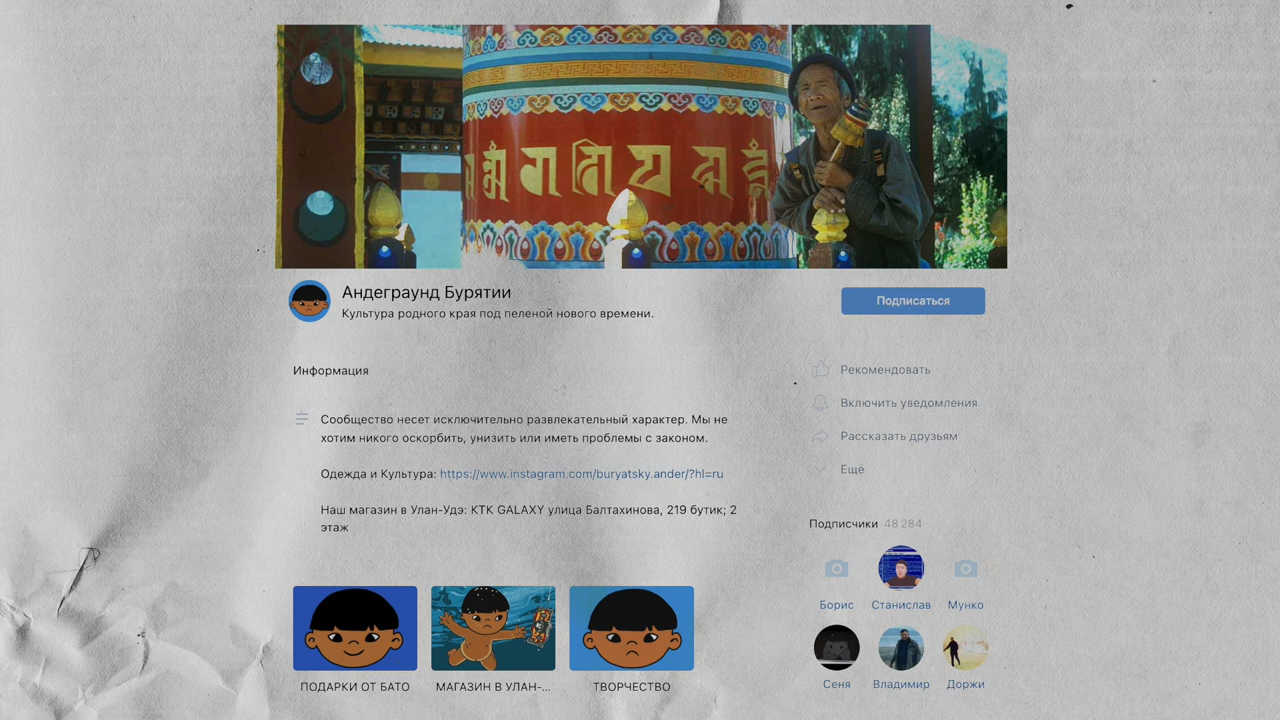 Андеграунд Бурятии
Культура родного края под пеленой нового времени.
Подписаться
Информация
Сообщество несет исключительно развлекательный характер. Мы не
хотим никого оскорбить, унизить или иметь проблемы с законом.
Одежда и Культура: https://www.instagram.com/buryatsky.ander/?hl=ru
Наш магазин в Улан-Удэ: КТК GALAXY улица Балтахинова, 219 бутик; 2
этаж
ПОДАРКИ ОТ БАТО
МАГАЗИН В УЛАН-...
ТВОРЧЕСТВО
Рекомендовать
Включить уведомления
Рассказать друзьям
Ещё
Подписчики 48 284
Борис
Станислав
Мунко
Сеня
Владимир
Доржи